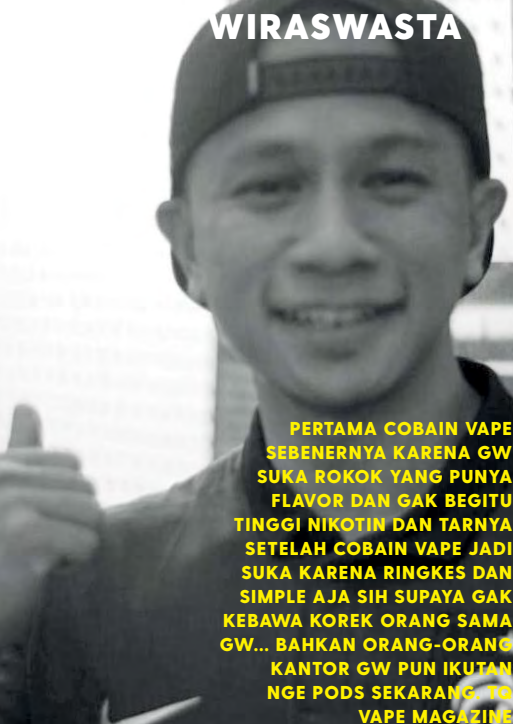 WIRASWASTA
PERTAMA COBAIN VAPE
SEBENERNYA KARENA GW
SUKA ROKOK YANG PUNYA
FLAVOR DAN GAK BEGITU
TINGGI NIKOTIN DAN TARNYA
SETELAH COBAIN VAPE JADI
SUKA KARENA RINGKES DAN
SIMPLE AJA SIH SUPAYA GAK
KEBAWA KOREK ORANG SAMA
GW... BAHKAN ORANG-ORANG
KANTOR GW PUN IKUTAN
NGE PODS SEKARANG. TQ
VAPE MAGAZINE